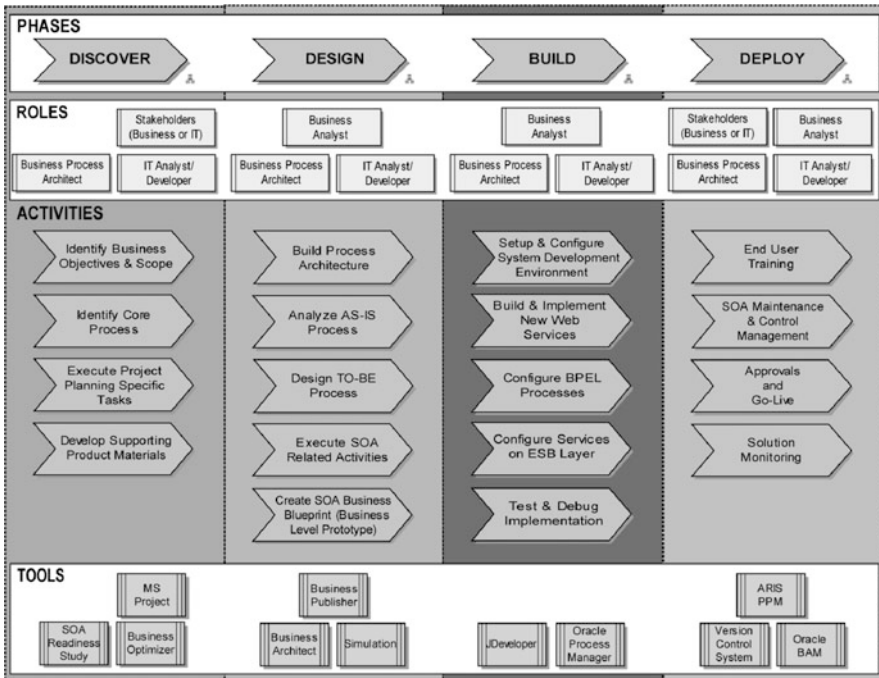 PHASES
DISCOVER
DESIGN
BUILD
DEPLOY
ROLES
Stakeholders
(Business or IT)
Business Process
Architect
IT Analyst/
Developer
Business
Analyst
Business Process
Architect
IT Analyst/
Developer
Business
Analyst
Business Process
Architect
IT Analyst/
Developer
Stakeholders
(Business or IT)
Business
Analyst
Business Process
Architect
IT Analyst/
Developer
ACTIVITIES
Identify Business
Objectives & Scope
Identify Core
Process
Execute Project
Planning Specific
Tasks
Develop Supporting
Product Materials
Build Process
Architecture
Analyze AS-IS
Process
Design TO-BE
Process
Execute SOA
Related Activities
Create SOA Business
Blueprint (Business
Level Prototype)
Setup & Configure
System Development
Environment
Build & Implement
New Web
Services
Configure BPEL
Processes
Configure Services
on ESB Layer
Test & Debug
Implementation
End User
Training
SOA Maintenance
& Control
Management
Approvals
and
Go-Live
Solution
Monitoring
TOOLS
MS
Project
SOA
Readiness
Study
Business
Optimizer
Business
Publisher
Business
Architect
Simulation
JDeveloper
Oracle
Process
Manager
ARIS
PPM
Version
Control
System
Oracle
BAM